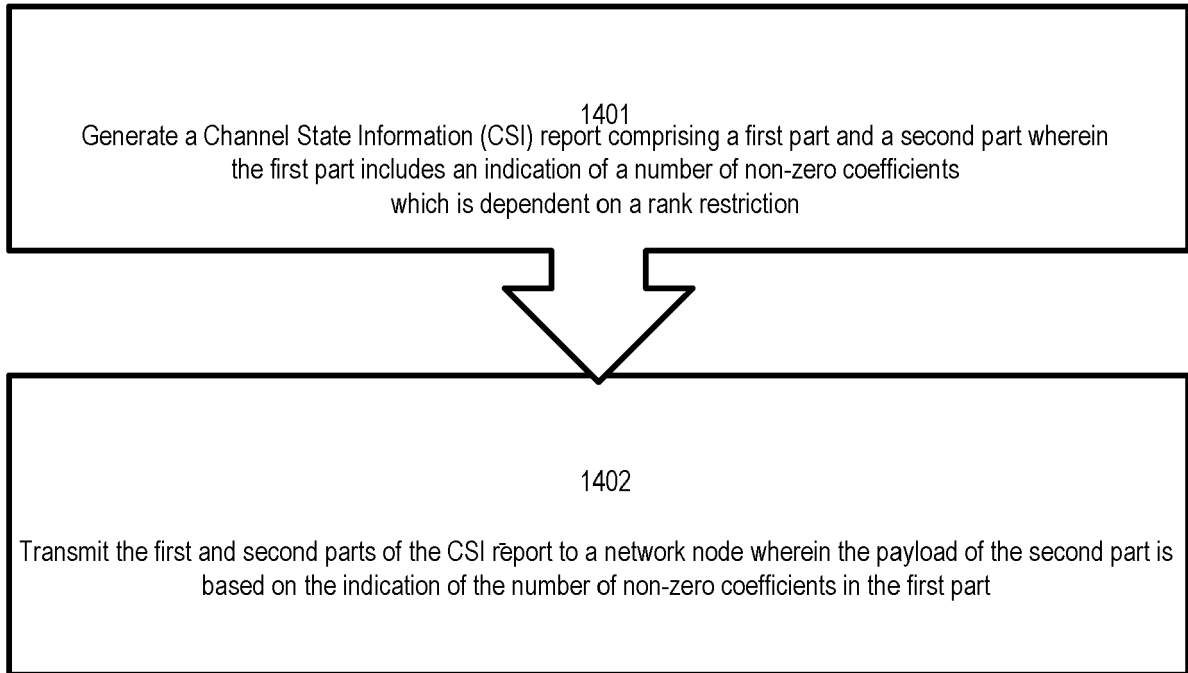 1401
Generate a Channel State Information (CSI) report comprising a first part and a second part wherein
the first part includes an indication of a number of non-zero coefficients
which is dependent on a rank restriction
1402
Transmit the first and second parts of the CSI report to a network node wherein the payload of the second part is
based on the indication of the number of non-zero coefficients in the first part